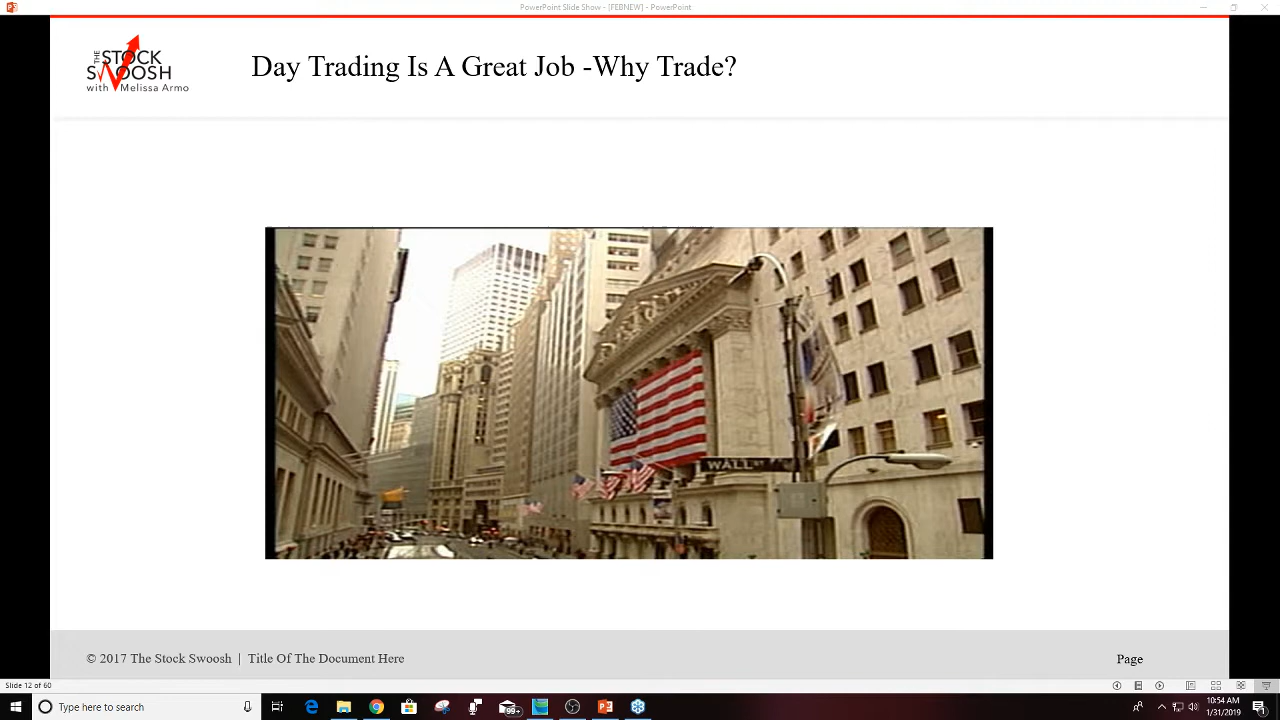 PowerPoint Slide Show - [FEBNEW] - PowerPoint
THE
STOCK
SWOOSH
with Melissa Armo
Day Trading Is A Great Job -Why Trade?
WALL ST
© 2017 The Stock Swoosh | Title Of The Document Here
Page
Slide 12 of 60
Type here to search
99+
10:54 AM
1/31/2019
1